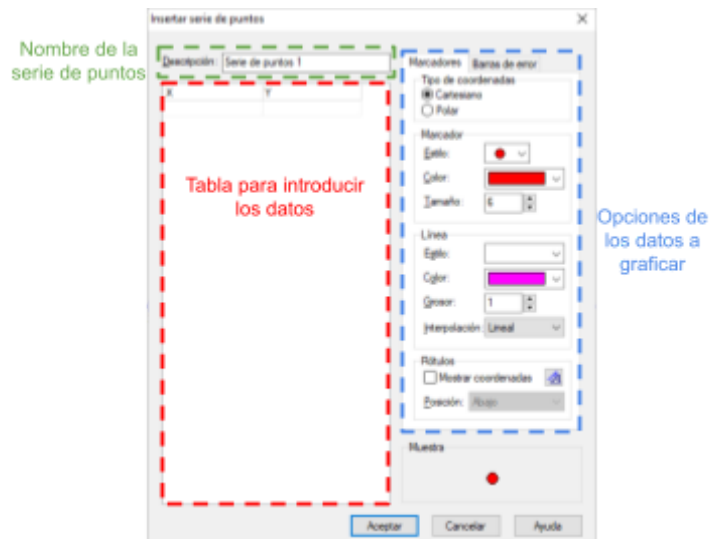 Insertar serie de puntos
Nombre de la
serie de puntos
Descripción: Serie de puntos 1
X Y
Tabla para introducir
los datos
Marcadores Barras de error
Tipo de coordenadas
Cartesiano
Polar
Marcador
Estilo:
Color:
Tamaño: 6
Línea
Estilo:
Color:
Grosor: 1
Interpolación: Lineal
Rótulos
Mostrar coordenadas
Posición: Abajo
Opciones de
los datos a
graficar
Muestra
Aceptar Cancelar Ayuda